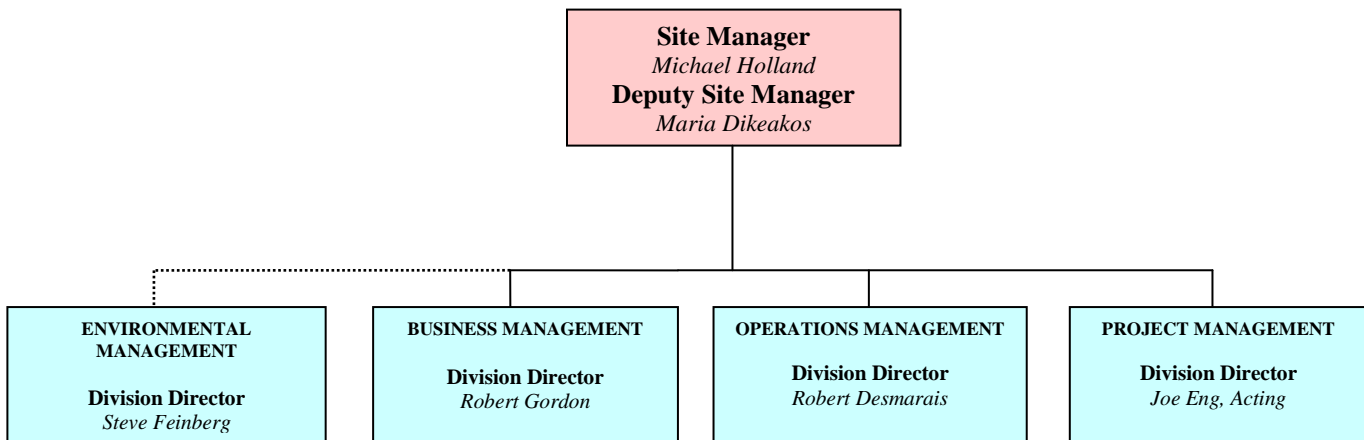 Site Manager
Michael Holland
Deputy Site Manager
Maria Dikeakos
ENVIRONMENTAL
MANAGEMENT
Division Director
Steve Feinberg
BUSINESS MANAGEMENT
Division Director
Robert Gordon
OPERATIONS MANAGEMENT
Division Director
Robert Desmarais
PROJECT MANAGEMENT
Division Director
Joe Eng, Acting